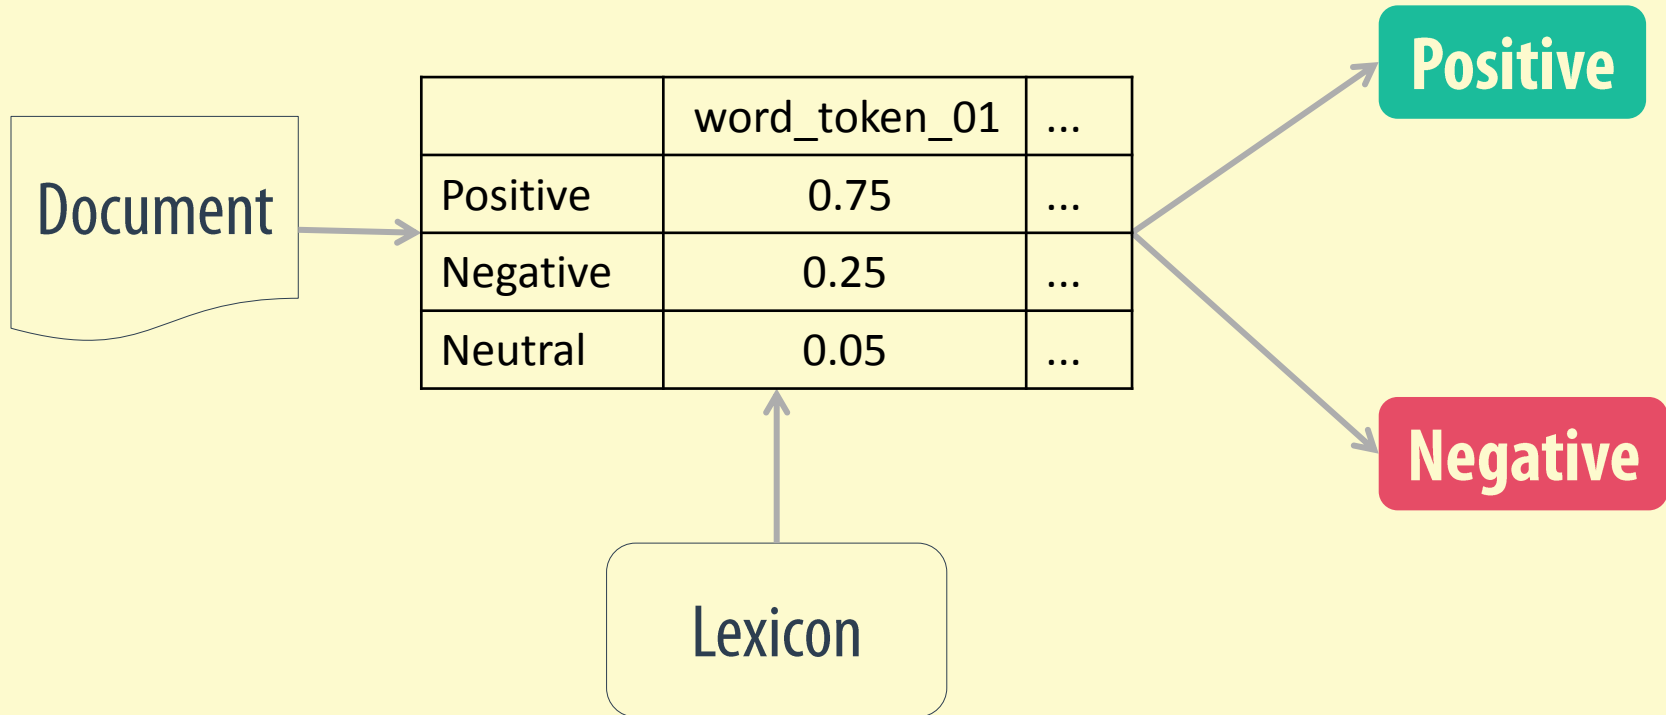 Document
word_token_01 ...
Positive 0.75 ...
Negative 0.25 ...
Neutral 0.05 ...
Lexicon
Positive
Negative